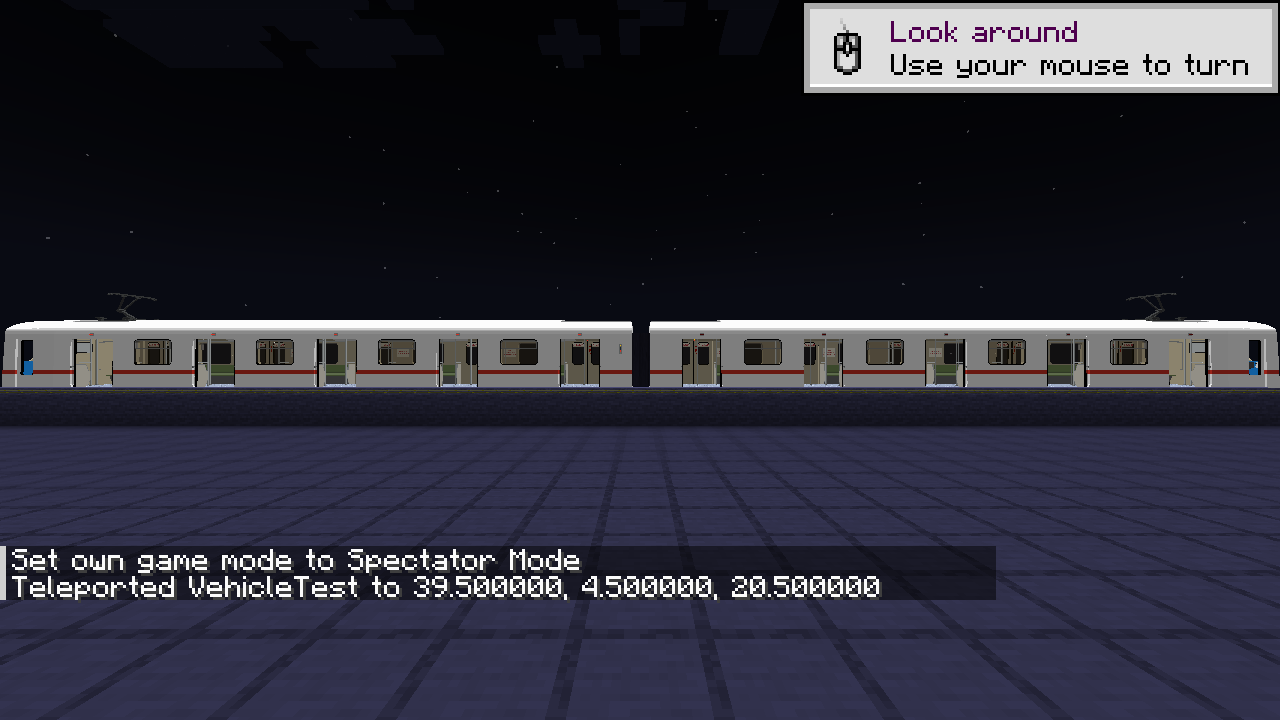 Look around
Use your mouse to turn
Set own game mode to Spectator Mode
Teleported VehicleTest to 39.500000, 4.500000, 20.500000